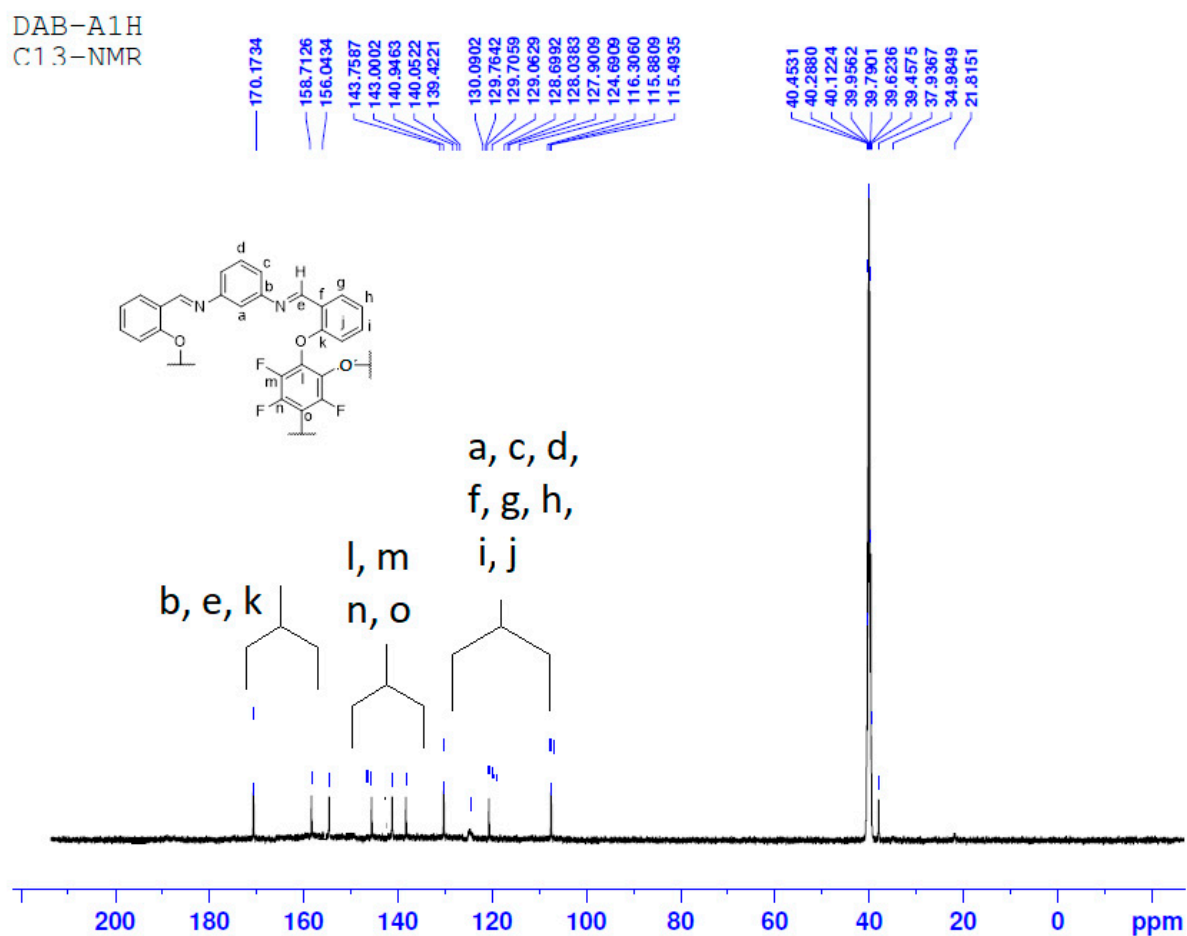 DAB-A1H
C13-NMR
170.1734
158.7126
156.0434
143.7587
143.0002
140.9463
140.0522
139.4221
130.0902
129.7642
129.7059
129.0629
128.6992
128.0383
127.9009
124.6909
116.3060
115.8809
115.4935
40.4531
40.2880
40.1224
39.9562
39.7901
39.6236
39.4575
37.9367
34.9849
21.8151
d
c
b
a
N
N
H
e
f
g
h
i
j
k
O
O
O
F
F
F
l
m
n
o
a, c, d,
f, g, h,
i, j
l, m
n, o
b, e, k
200 180 160 140 120 100 80 60 40 20 0 ppm